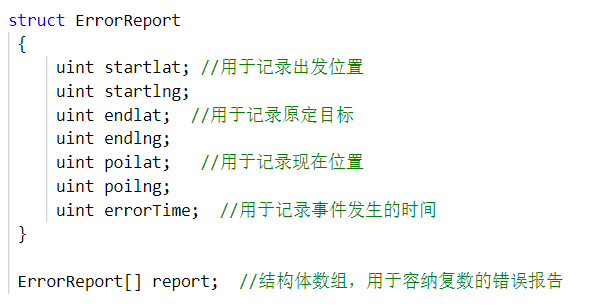 struct ErrorReport
{
uint startlat; //用于记录出发位置
uint startlng;
uint endlat; //用于记录原定目标
uint endlng;
uint poilat; //用于记录现在位置
uint poilng;
uint errorTime; //用于记录事件发生的时间
}
ErrorReport[] report; //结构体数组，用于容纳复数的错误报告